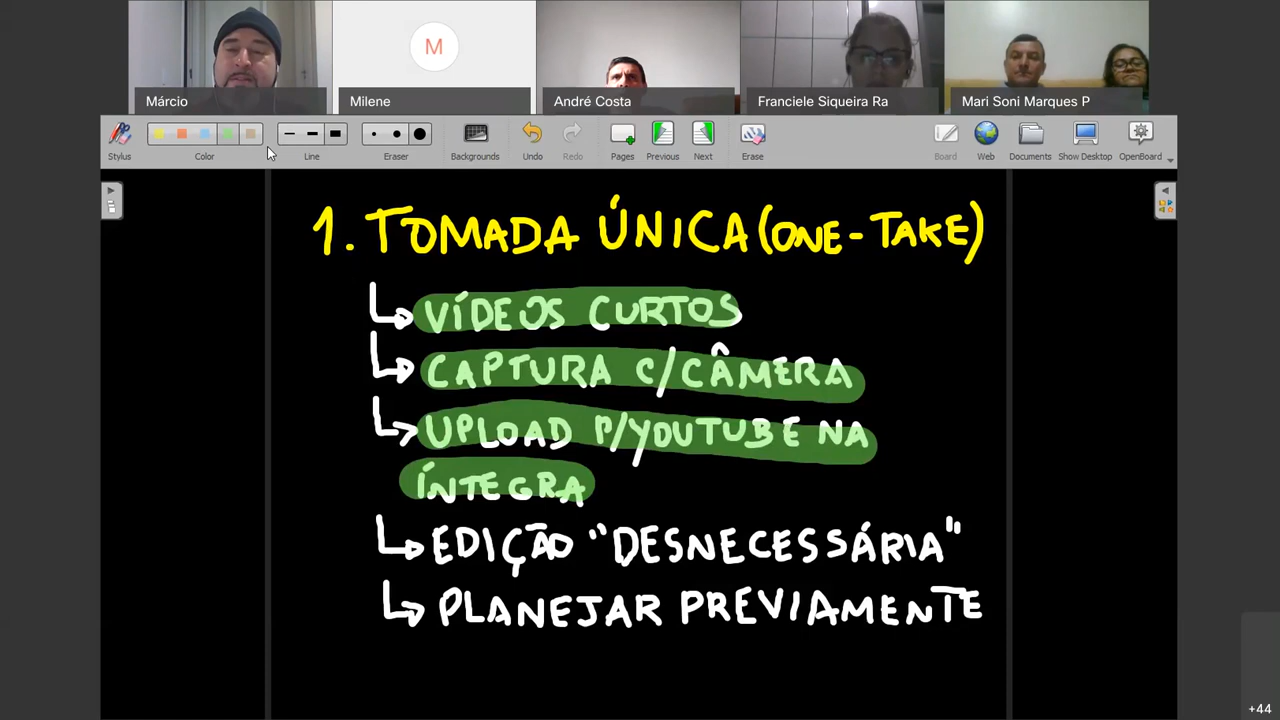 M
Márcio
Milene
André Costa
Franciele Siqueira Ra
Mari Soni Marques P
Stylus
Color
Line
Eraser
Backgrounds
Undo
Redo
Pages
Previous
Next
Erase
Board
Web
Documents
Show Desktop
OpenBoard
1. TOMADA ÚNICA (ONE-TAKE)
VÍDEOS CURTOS
CAPTURA C/CÂMERA
UPLOAD P/YOUTUBE NA
ÍNTEGRA
EDIÇÃO "DESNECESSÁRIA"
PLANEJAR PREVIAMENTE
+44